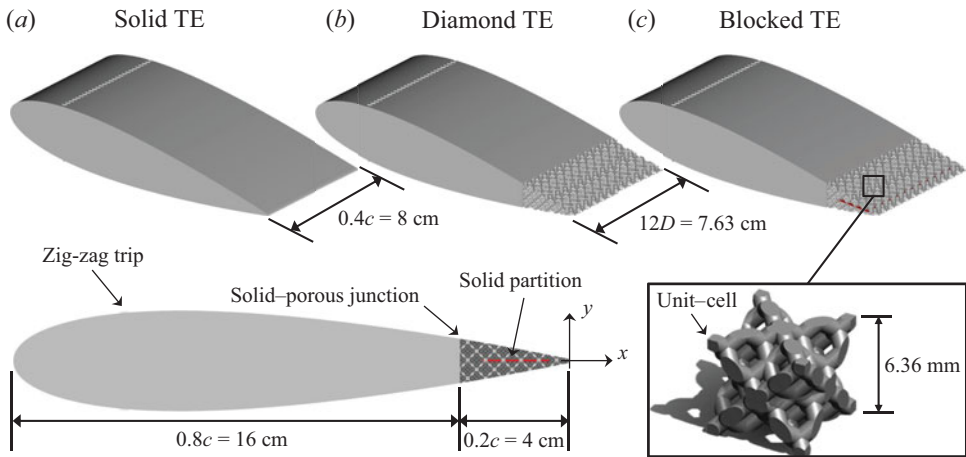 (a) Solid TE
(b) Diamond TE
(c) Blocked TE
0.4c = 8 cm
12D = 7.63 cm
Zig-zag trip
Solid–porous junction
Solid partition
y
x
0.8c = 16 cm
0.2c = 4 cm
Unit–cell
6.36 mm